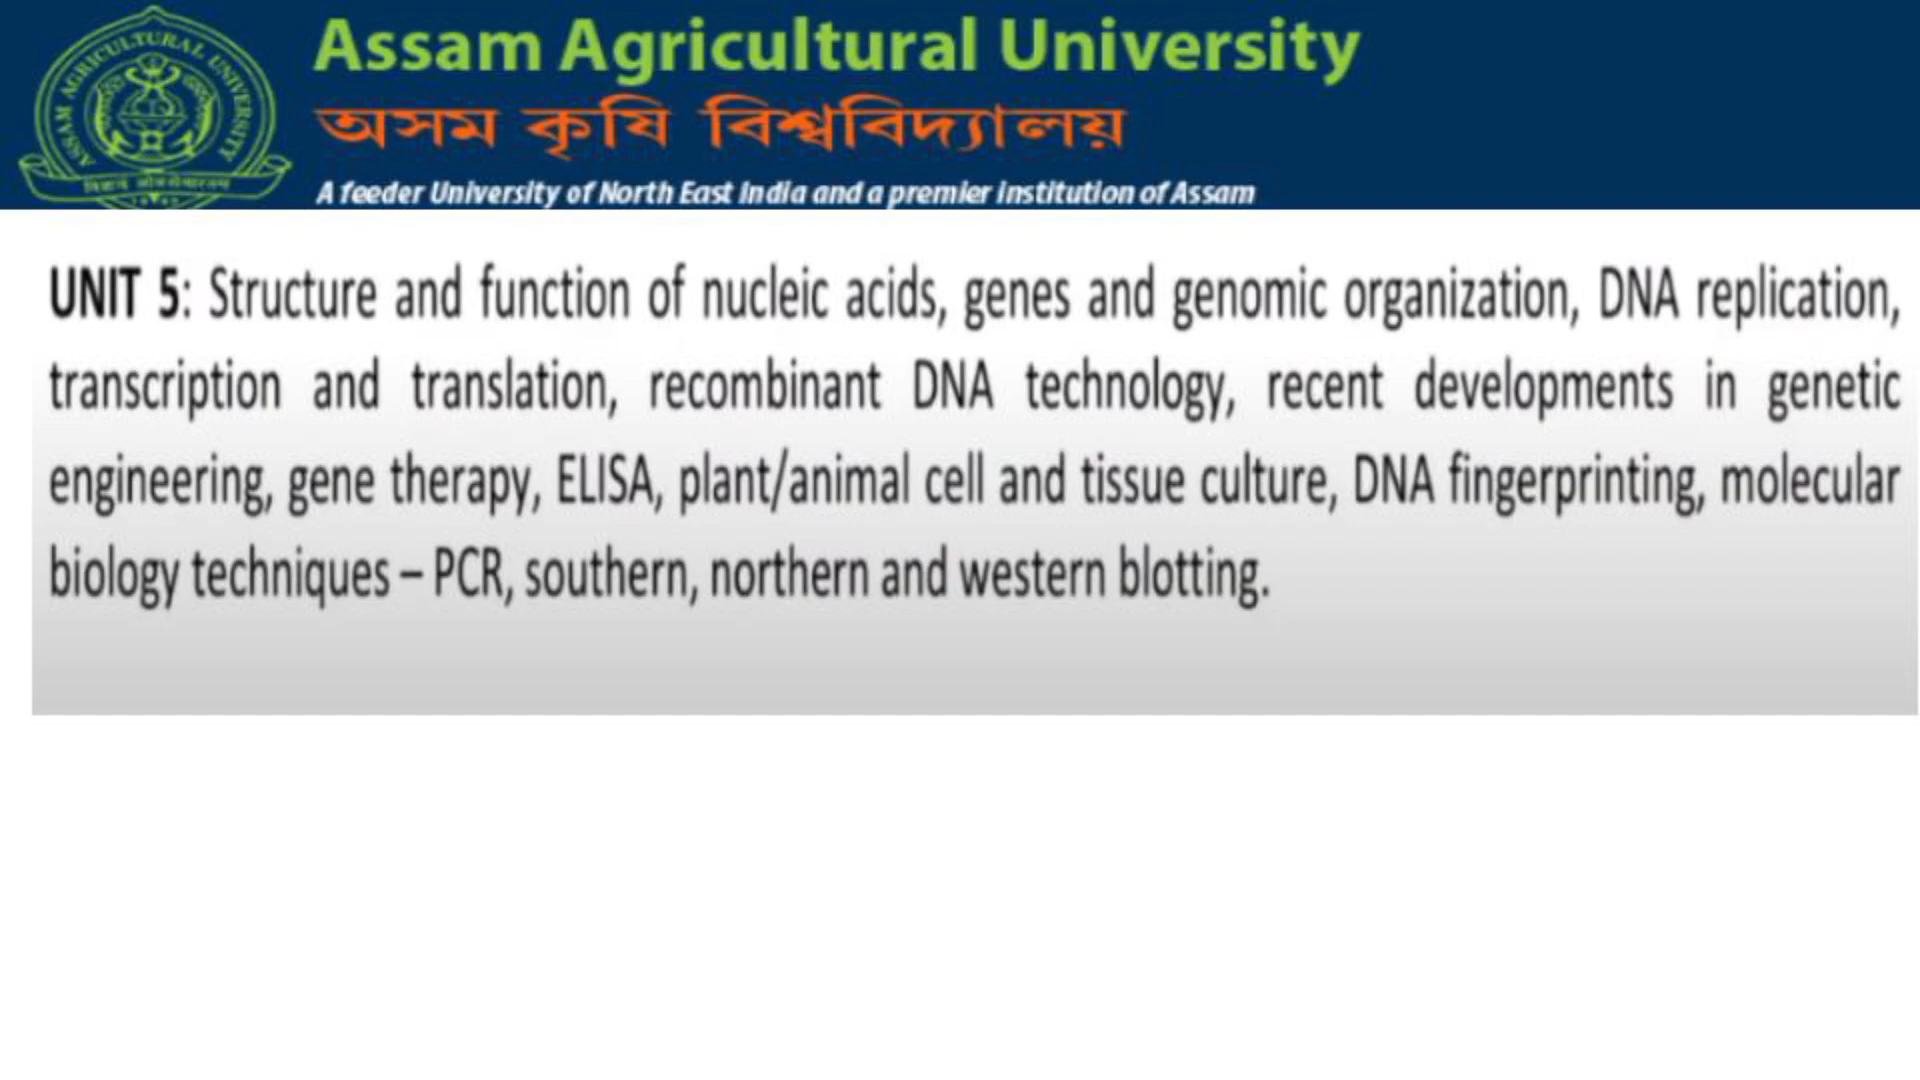 ASSAM AGRICULTURAL UNIVERSITY
Assam Agricultural University
অসম কৃষি বিশ্ববিদ্যালয়
A feeder University of North East India and a premier institution of Assam
UNIT 5: Structure and function of nucleic acids, genes and genomic organization, DNA replication,
transcription and translation, recombinant DNA technology, recent developments in genetic
engineering, gene therapy, ELISA, plant/animal cell and tissue culture, DNA fingerprinting, molecular
biology techniques – PCR, southern, northern and western blotting.